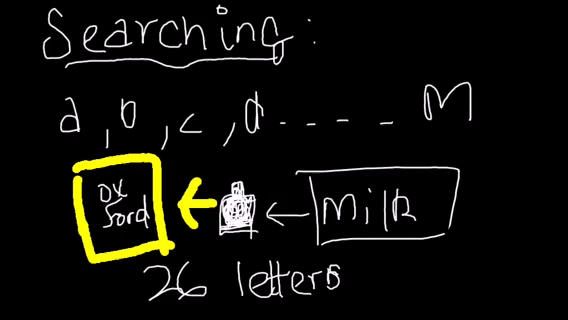 Searching:
a, b, c, d - - - - M
Ox
ford
Milk
26 letters